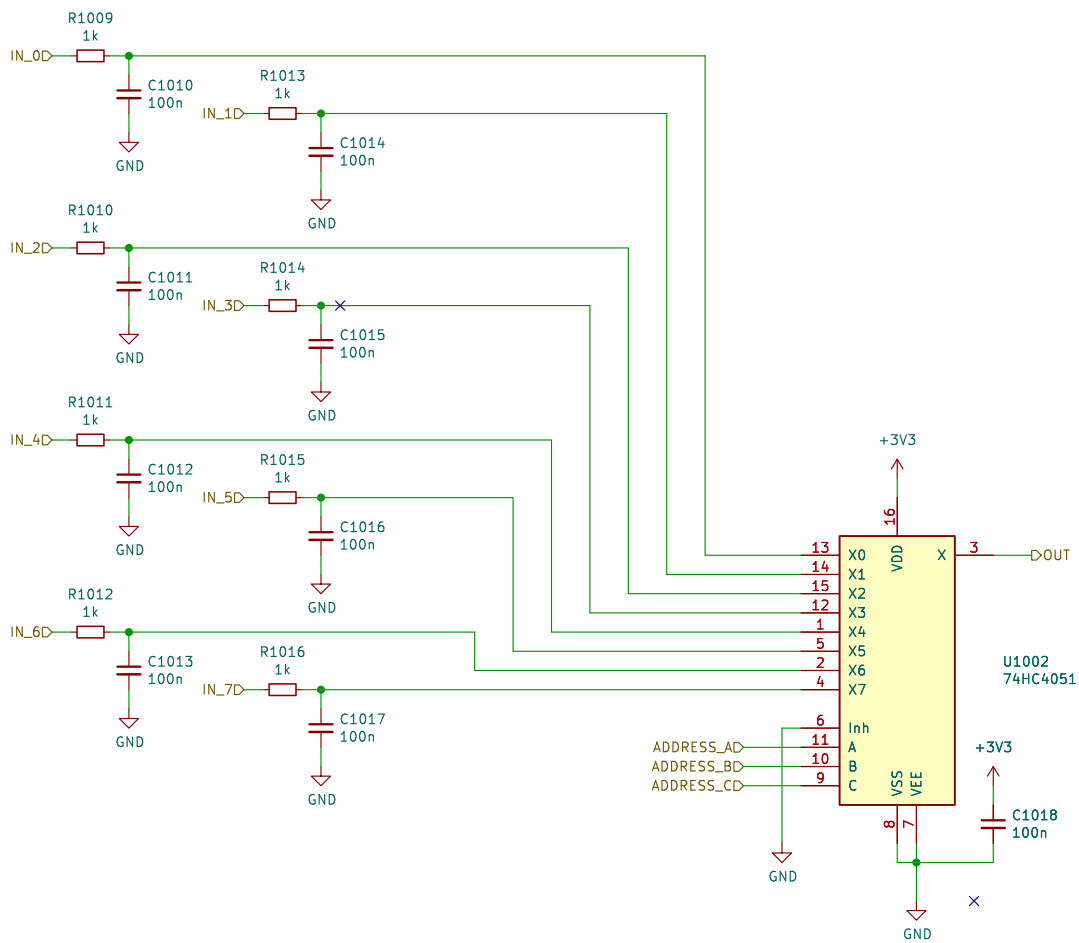 R1009
1k
IN_0
C1010
100n
GND
R1013
1k
IN_1
C1014
100n
GND
R1010
1k
IN_2
C1011
100n
GND
R1014
1k
IN_3
C1015
100n
GND
R1011
1k
IN_4
C1012
100n
GND
R1015
1k
IN_5
C1016
100n
GND
R1012
1k
IN_6
C1013
100n
GND
R1016
1k
IN_7
C1017
100n
GND
+3V3
16
VDD
13 X0
14 X1
15 X2
12 X3
1 X4
5 X5
2 X6
4 X7
6 Inh
ADDRESS_A 11 A
ADDRESS_B 10 B
ADDRESS_C 9 C
X 3 OUT
U1002
74HC4051
VSS
VEE
8
7
GND
+3V3
C1018
100n
GND